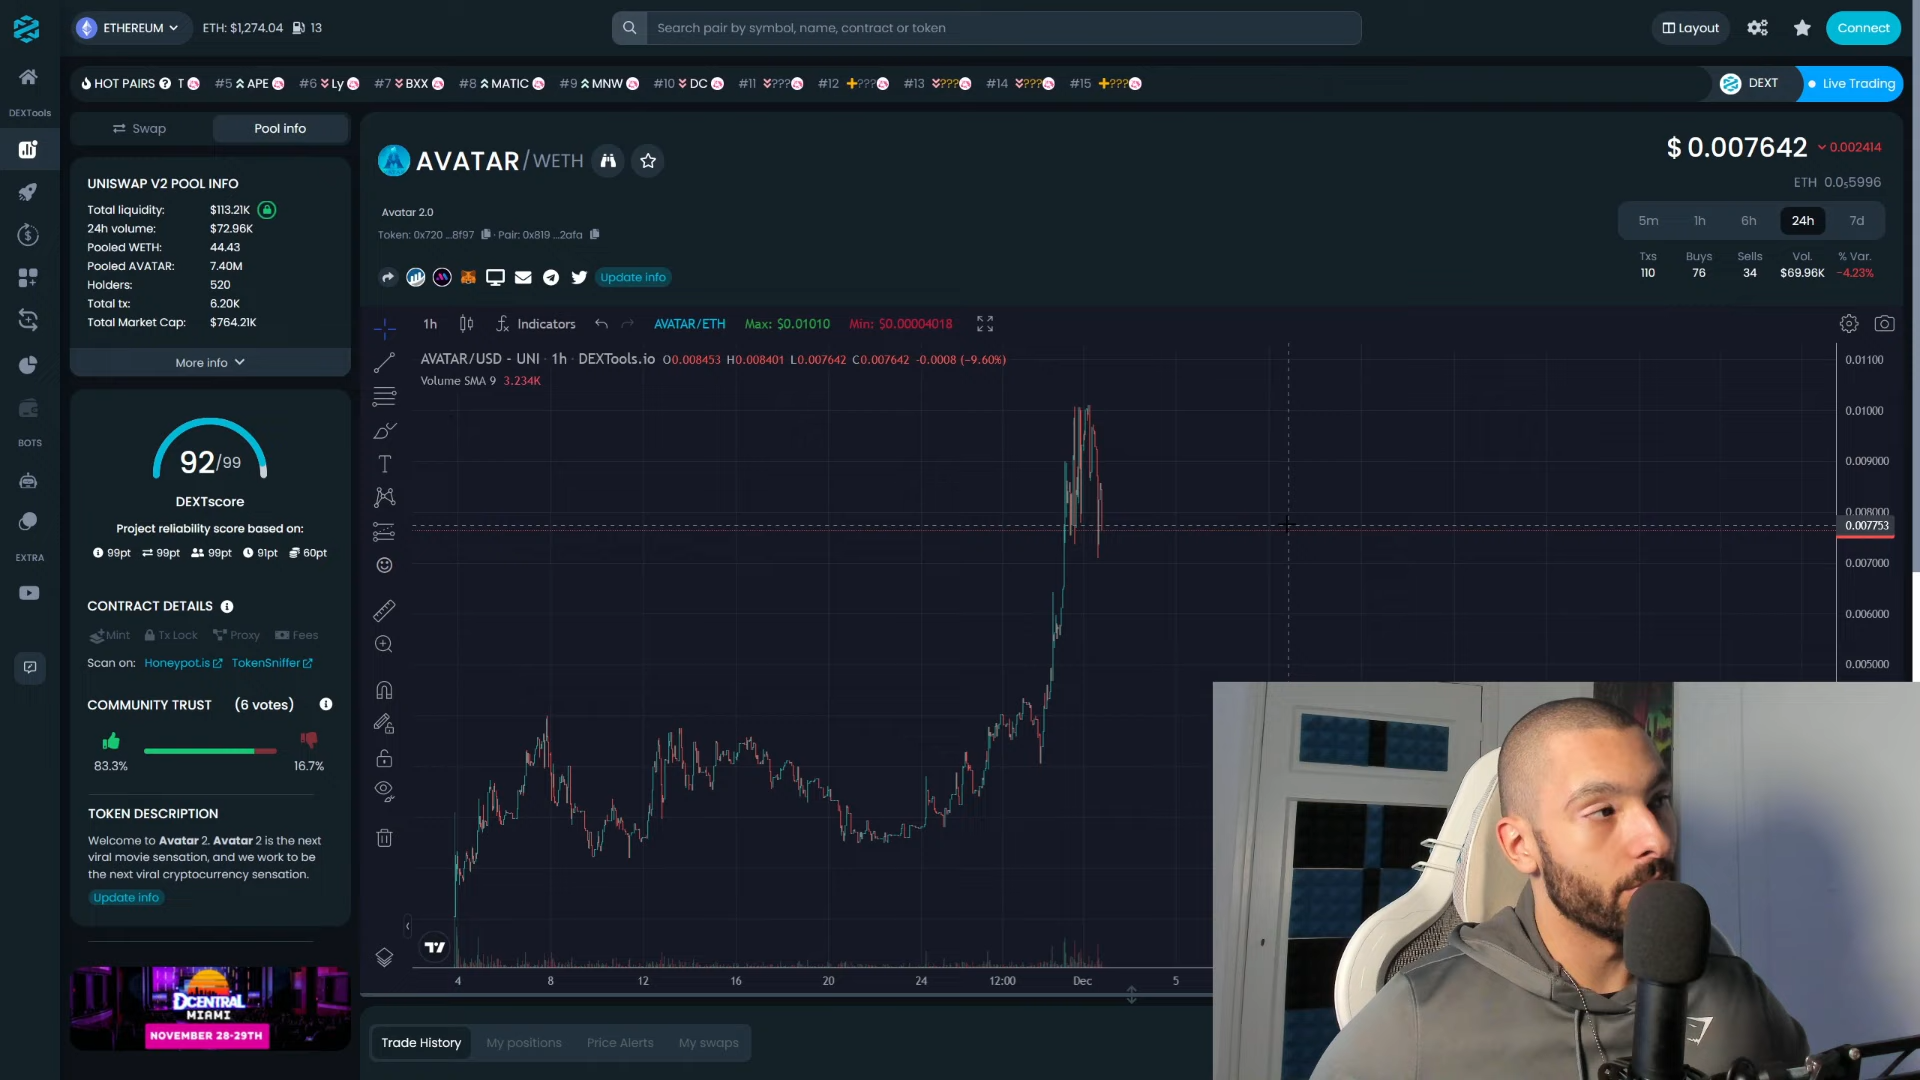 ETHEREUM
ETH: $1,274.04 13
Search pair by symbol, name, contract or token
Layout
Connect
HOT PAIRS T #5 APE #6 Ly #7 BXX #8 MATIC #9 MNW #10 DC #11 ??? #12 ??? #13 ??? #14 ??? #15 ???
DEXT
Live Trading
DEXTools
BOTS
EXTRA
Swap
Pool info
UNISWAP V2 POOL INFO
Total liquidity: $113.21K
24h volume: $72.96K
Pooled WETH: 44.43
Pooled AVATAR: 7.40M
Holders: 520
Total tx: 6.20K
Total Market Cap: $764.21K
More info
92/99
DEXTscore
Project reliability score based on:
99pt 99pt 99pt 91pt 60pt
CONTRACT DETAILS
Mint Tx Lock Proxy Fees
Scan on: Honeypot.is TokenSniffer
COMMUNITY TRUST (6 votes)
83.3% 16.7%
TOKEN DESCRIPTION
Welcome to Avatar 2. Avatar 2 is the next
viral movie sensation, and we work to be
the next viral cryptocurrency sensation.
Update info
DCENTRAL
MIAMI
NOVEMBER 28-29TH
AVATAR/WETH
Avatar 2.0
Token: 0x720 ...8f97 - Pair: 0x819 ...2afa
Update info
$ 0.007642 0.002414
ETH 0.0₅5996
5m 1h 6h 24h 7d
Txs Buys Sells Vol. % Var.
110 76 34 $69.96K -4.23%
1h Indicators AVATAR/ETH Max: $0.01010 Min: $0.00004018
AVATAR/USD - UNI · 1h · DEXTools.io O0.008453 H0.008401 L0.007642 C0.007642 -0.0008 (-9.60%)
Volume SMA 9 3.234K
0.01100
0.01000
0.009000
0.008000
0.007753
0.007000
0.006000
0.005000
4 8 12 16 20 24 12:00 Dec 5
Trade History
My positions
Price Alerts
My swaps